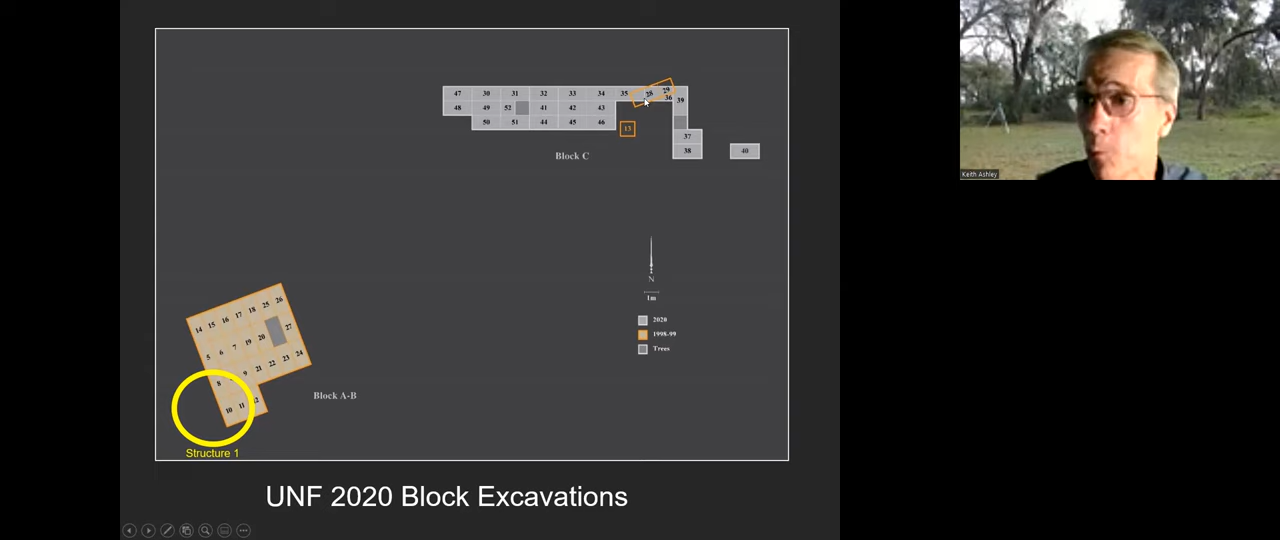 47 30 31 32 33 34 35 28 29
36 39
48 49 52 41 42 43
50 51 44 45 46
13
37
38
40
Block C
N
1m
2020
1998-99
Trees
14 15 16 17 18 25 26
5 6 7 19 20 27
8 9 21 22 23 24
10 11
Block A-B
Structure 1
UNF 2020 Block Excavations
Keith Ashley